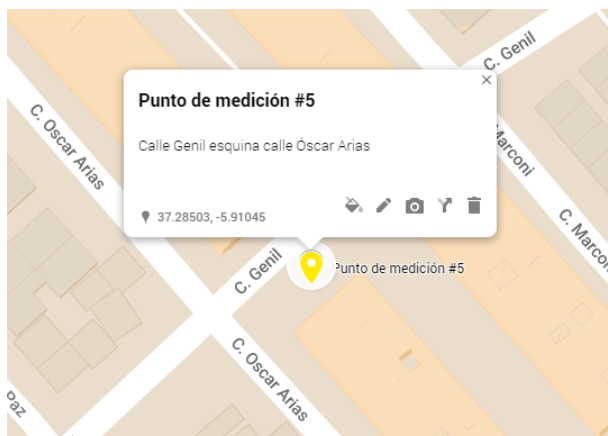 C. Genil
Punto de medición #5
Calle Genil esquina calle Óscar Arias
37.28503, -5.91045
C. Oscar Arias
Marconi
C. Marconi
C. Genil
Punto de medición #5
C. Oscar Arias
Paz